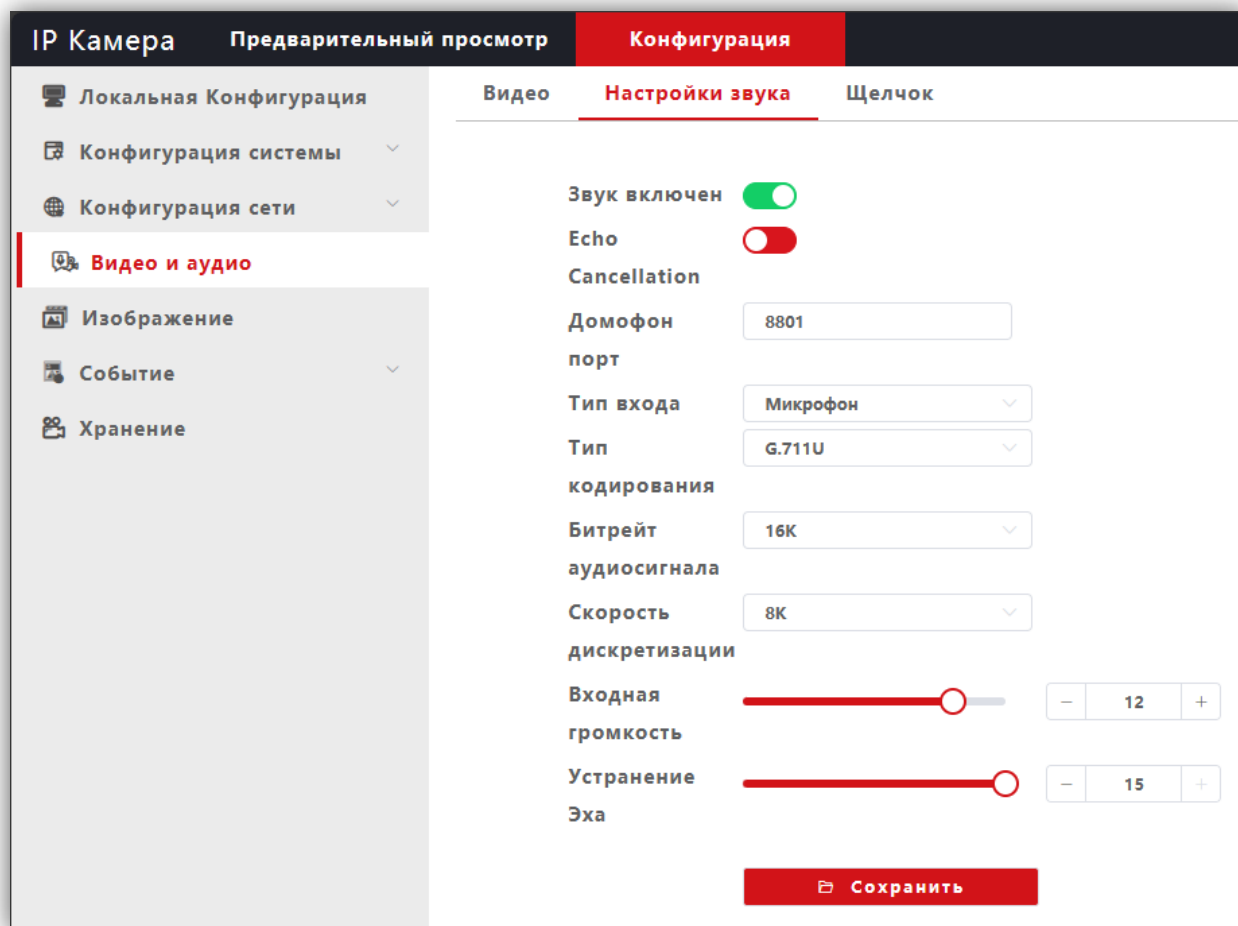 IP Камера Предварительный просмотр Конфигурация
Локальная Конфигурация
Конфигурация системы
Конфигурация сети
Видео и аудио
Изображение
Событие
Хранение
Видео Настройки звука Щелчок
Звук включен
Echo
Cancellation
Домофон
порт
8801
Тип входа
Микрофон
Тип
кодирования
G.711U
Битрейт
аудиосигнала
16K
Скорость
дискретизации
8K
Входная
громкость
− 12 +
Устранение
Эха
− 15 +
Сохранить